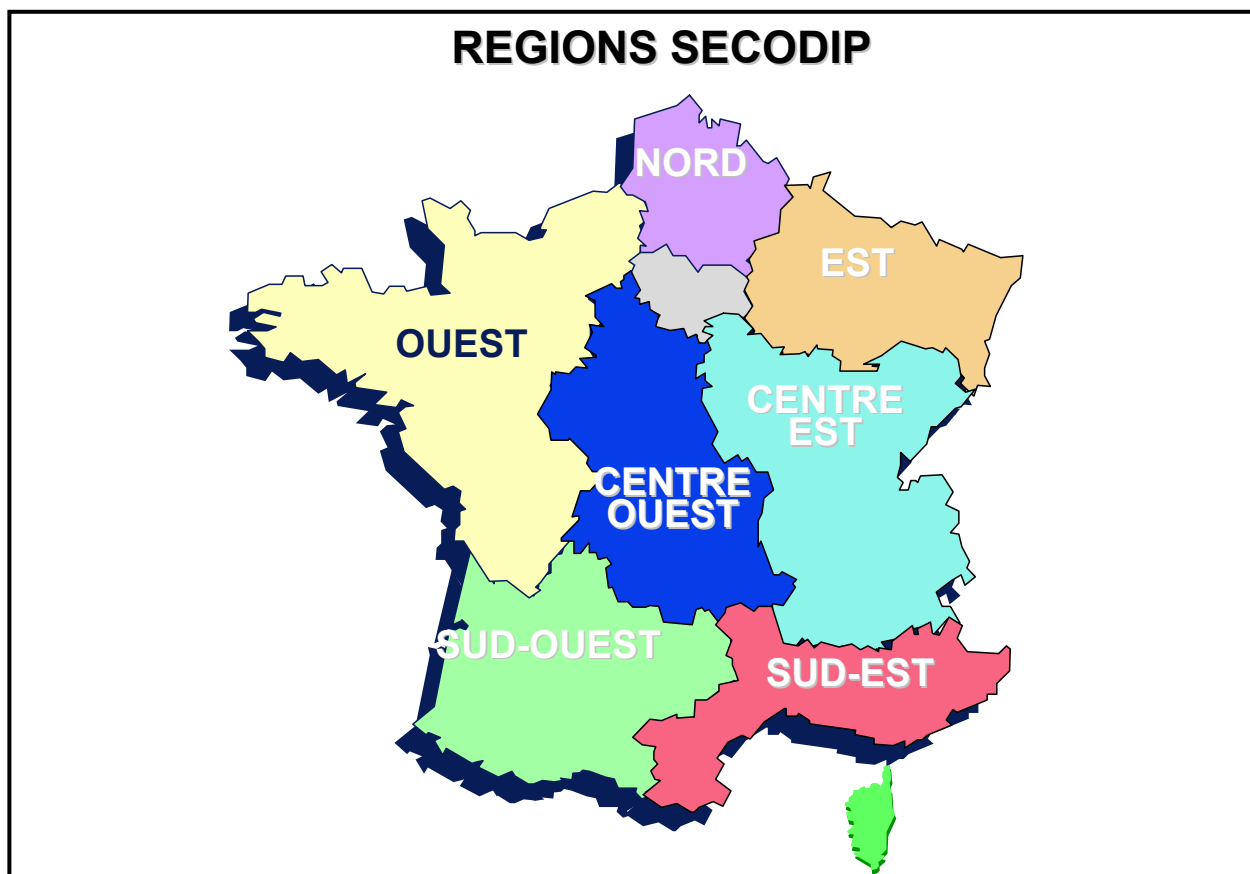 REGIONS SECODIP
NORD
EST
OUEST
CENTRE
EST
CENTRE
OUEST
SUD-OUEST
SUD-EST